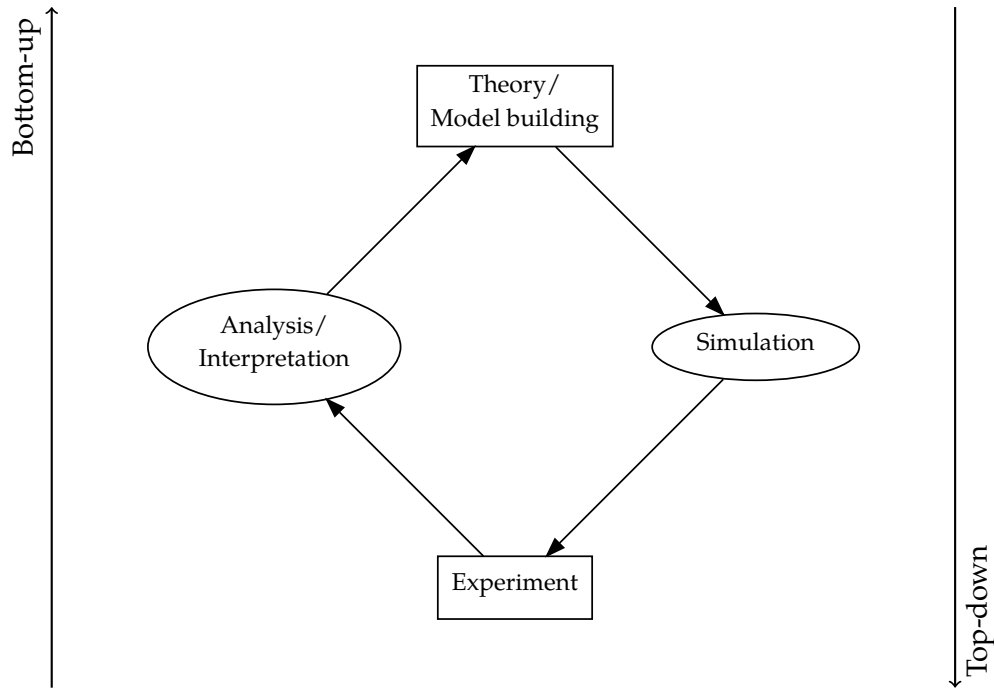 Bottom-up
Theory/
Model building
Analysis/
Interpretation
Simulation
Experiment
Top-down